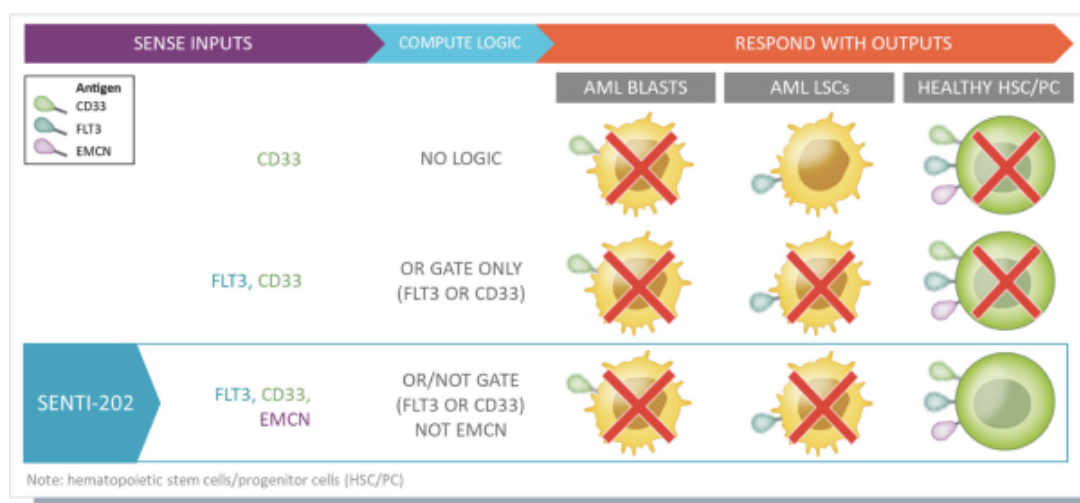 SENSE INPUTS
COMPUTE LOGIC
RESPOND WITH OUTPUTS
Antigen
CD33
FLT3
EMCN
AML BLASTS
AML LSCs
HEALTHY HSC/PC
CD33
NO LOGIC
FLT3, CD33
OR GATE ONLY
(FLT3 OR CD33)
SENTI-202
FLT3, CD33,
EMCN
OR/NOT GATE
(FLT3 OR CD33)
NOT EMCN
Note: hematopoietic stem cells/progenitor cells (HSC/PC)